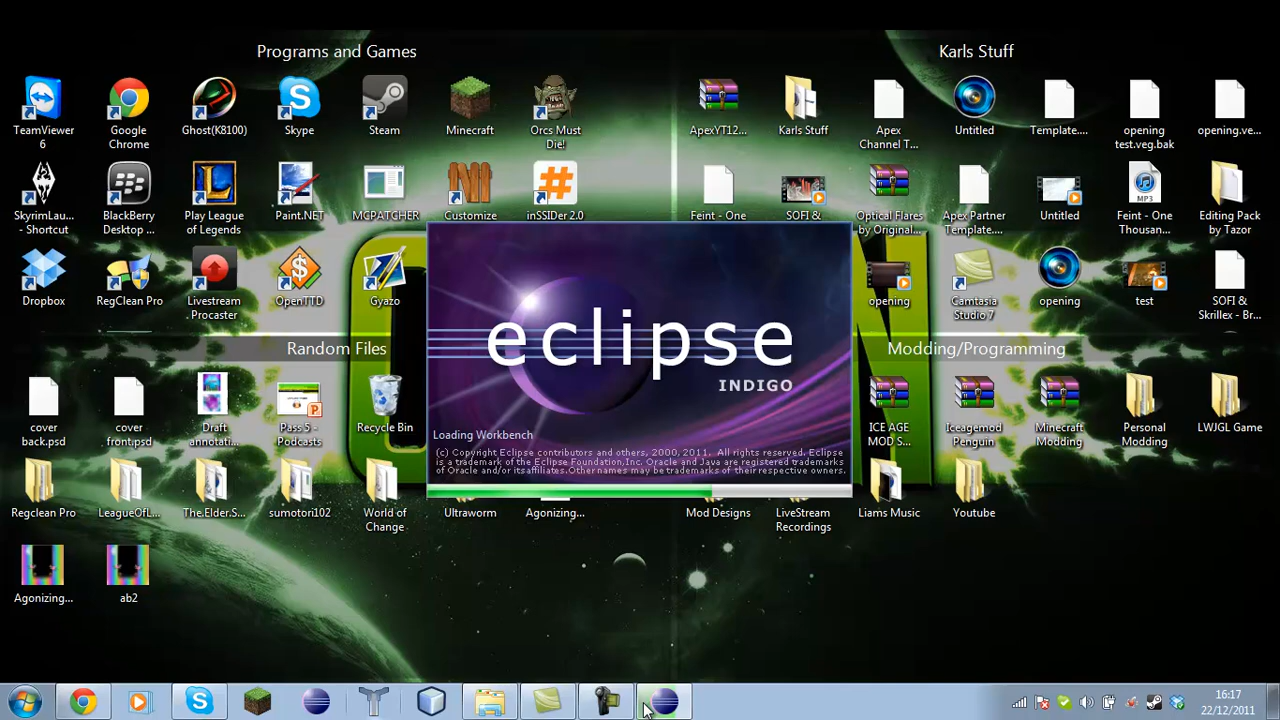 Programs and Games
Karls Stuff
TeamViewer
6
Google
Chrome
Ghost(K8100)
Skype
Steam
Minecraft
Orcs Must
Die!
ApexYT12...
Karls Stuff
Apex
Channel T...
Untitled
Template....
opening
test.veg.bak
opening.ve...
SkyrimLau...
- Shortcut
BlackBerry
Desktop ...
Play League
of Legends
Paint.NET
MCPATCHER
Customize
inSSIDer 2.0
Feint - One
SOFI &
Optical Flares
by Original...
Apex Partner
Template....
Untitled
Feint - One
Thousan...
MP3
Editing Pack
by Tazor
Dropbox
RegClean Pro
Livestream
Procaster
OpenTTD
Gyazo
opening
Camtasia
Studio 7
opening
test
SOFI &
Skrillex - Br...
eclipse
INDIGO
Loading Workbench
(c) Copyright Eclipse contributors and others, 2000, 2011. All rights reserved. Eclipse
is a trademark of the Eclipse Foundation,Inc. Oracle and Java are registered trademarks
of Oracle and/or itsaffiliates.Other names may be trademarks of their respective owners.
Random Files
Modding/Programming
cover
back.psd
cover
front.psd
Draft
annotati...
Pass 5 -
Podcasts
Recycle Bin
ICE AGE
MOD S...
Iceagemod
Penguin
Minecraft
Modding
Personal
Modding
LWJGL Game
Regclean Pro
LeagueOfL...
The.Elder.S...
sumotori102
World of
Change
Ultraworm
Agonizing...
Mod Designs
LiveStream
Recordings
Liams Music
Youtube
Agonizing...
ab2
16:17
22/12/2011